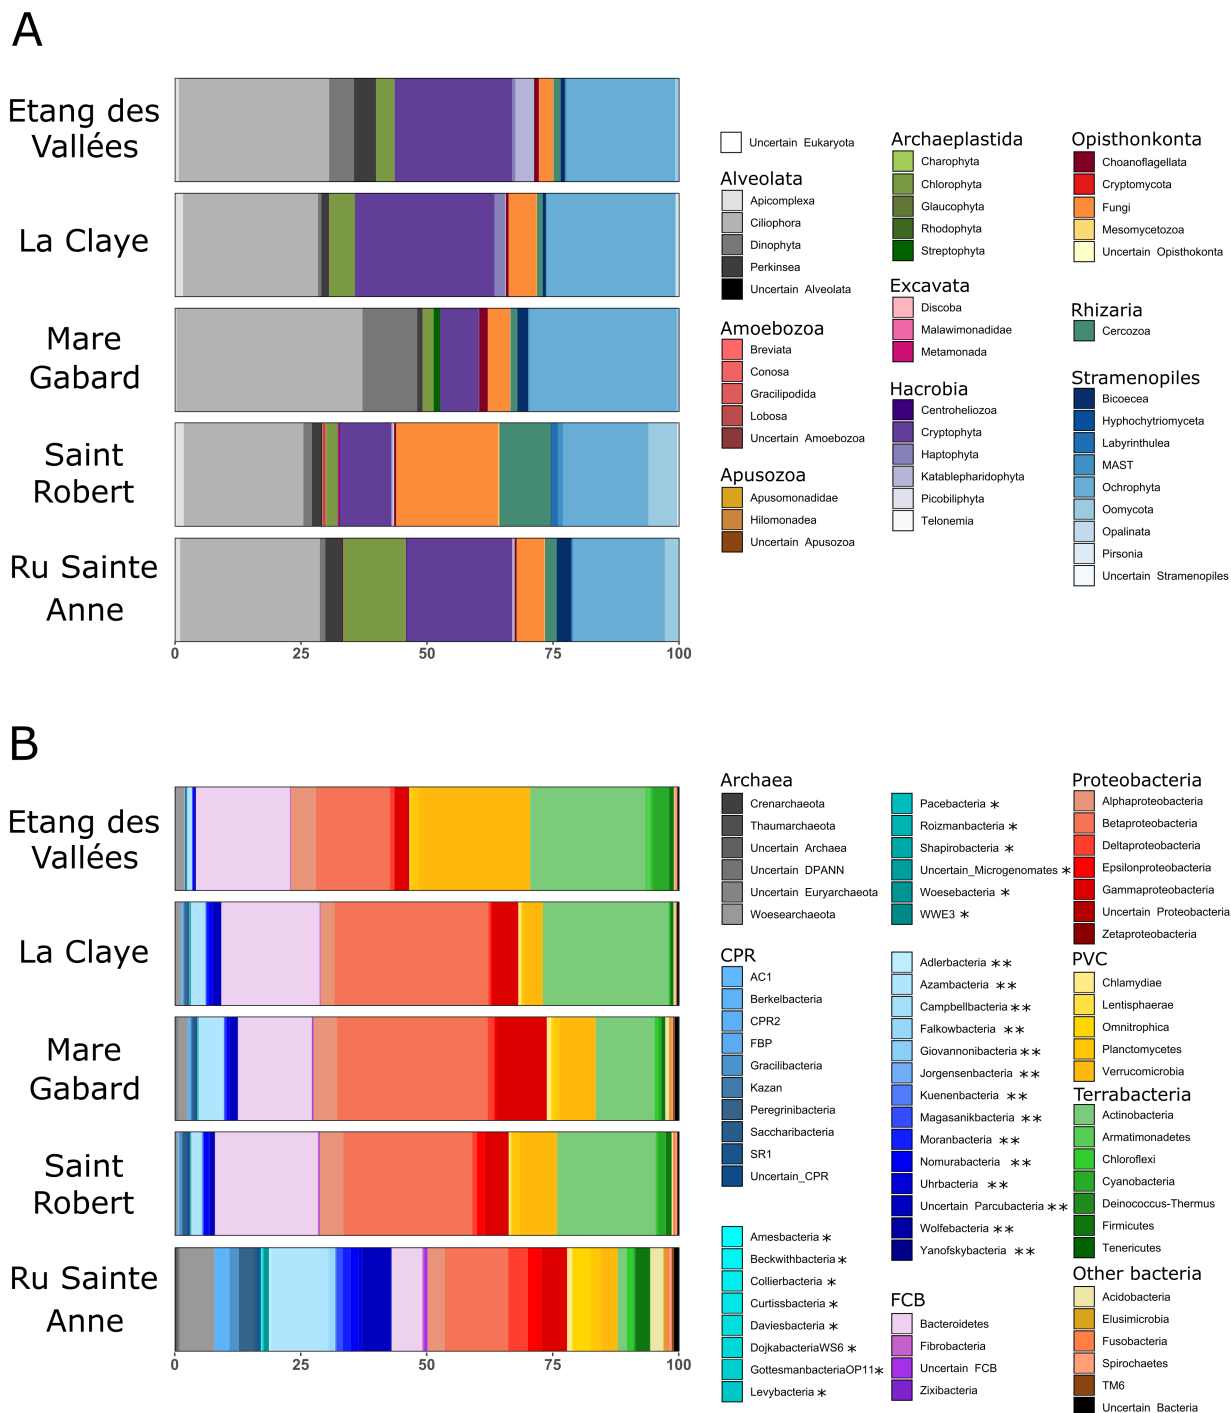 A
Etang des
Vallées
La Claye
Mare
Gabard
Saint
Robert
Ru Sainte
Anne
0 25 50 75 100
Uncertain Eukaryota
Alveolata
Apicomplexa
Ciliophora
Dinophyta
Perkinsea
Uncertain Alveolata
Amoebozoa
Breviata
Conosa
Gracilipodida
Lobosa
Uncertain Amoebozoa
Apusozoa
Apusomonadidae
Hilomonadea
Uncertain Apusozoa
Archaeplastida
Charophyta
Chlorophyta
Glaucophyta
Rhodophyta
Streptophyta
Excavata
Discoba
Malawimonadidae
Metamonada
Hacrobia
Centroheliozoa
Cryptophyta
Haptophyta
Katablepharidophyta
Picobiliphyta
Telonemia
Opisthonkonta
Choanoflagellata
Cryptomycota
Fungi
Mesomycetozoa
Uncertain Opisthokonta
Rhizaria
Cercozoa
Stramenopiles
Bicoecea
Hyphochytriomyceta
Labyrinthulea
MAST
Ochrophyta
Oomycota
Opalinata
Pirsonia
Uncertain Stramenopiles
B
Etang des
Vallées
La Claye
Mare
Gabard
Saint
Robert
Ru Sainte
Anne
0 25 50 75 100
Archaea
Crenarchaeota
Thaumarchaeota
Uncertain Archaea
Uncertain DPANN
Uncertain Euryarchaeota
Woesearchaeota
CPR
AC1
Berkelbacteria
CPR2
FBP
Gracilibacteria
Kazan
Peregrinibacteria
Saccharibacteria
SR1
Uncertain_CPR
Amesbacteria *
Beckwithbacteria *
Collierbacteria *
Curtissbacteria *
Daviesbacteria *
DojkabacteriaWS6 *
GottesmanbacteriaOP11 *
Levybacteria *
Pacebacteria *
Roizmanbacteria *
Shapirobacteria *
Uncertain_Microgenomates *
Woesebacteria *
WWE3 *
Adlerbacteria **
Azambacteria **
Campbellbacteria **
Falkowbacteria **
Giovannonibacteria **
Jorgensenbacteria **
Kuenenbacteria **
Magasanikbacteria **
Moranbacteria **
Nomurabacteria **
Uhrbacteria **
Uncertain Parcubacteria **
Wolfebacteria **
Yanofskybacteria **
FCB
Bacteroidetes
Fibrobacteria
Uncertain FCB
Zixibacteria
Proteobacteria
Alphaproteobacteria
Betaproteobacteria
Deltaproteobacteria
Epsilonproteobacteria
Gammaproteobacteria
Uncertain Proteobacteria
Zetaproteobacteria
PVC
Chlamydiae
Lentisphaerae
Omnitrophica
Planctomycetes
Verrucomicrobia
Terrabacteria
Actinobacteria
Armatimonadetes
Chloroflexi
Cyanobacteria
Deinococcus-Thermus
Firmicutes
Tenericutes
Other bacteria
Acidobacteria
Elusimicrobia
Fusobacteria
Spirochaetes
TM6
Uncertain Bacteria